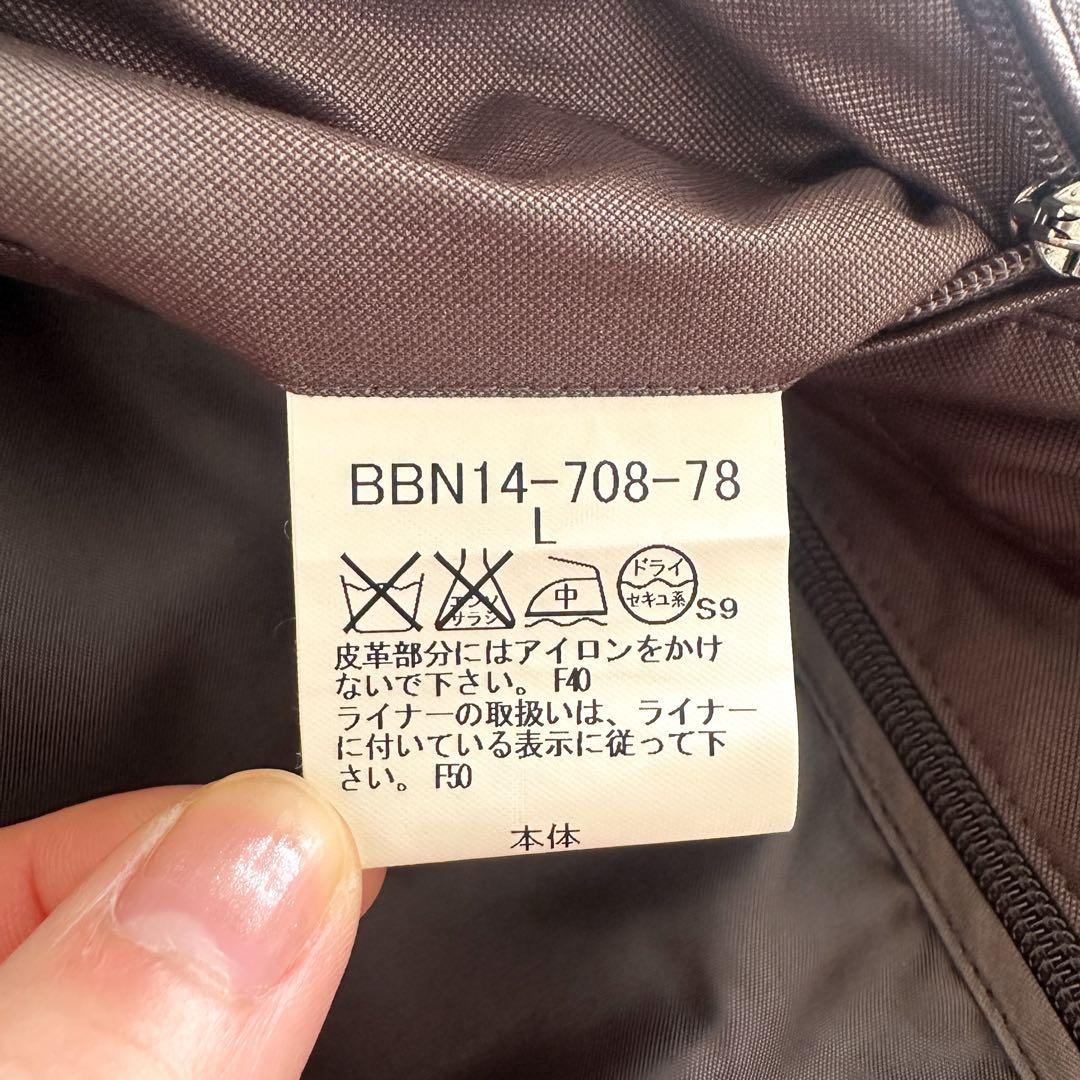 BBN14-708-78
L
エンソ
サラシ
中
ドライ
セキユ系
S9
皮革部分にはアイロンをかけ
ないで下さい。 F40
ライナーの取扱いは、ライナー
に付いている表示に従って下
さい。 F50
本体